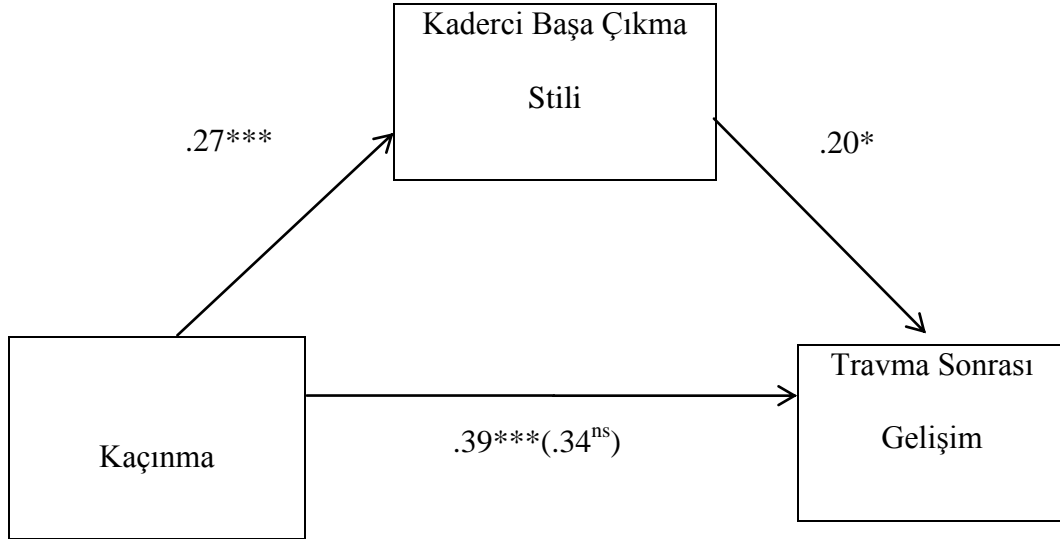 Kaderci Başa Çıkma
Stili
.27***
.20*
Kaçınma
.39***(.34ns)
Travma Sonrası
Gelişim